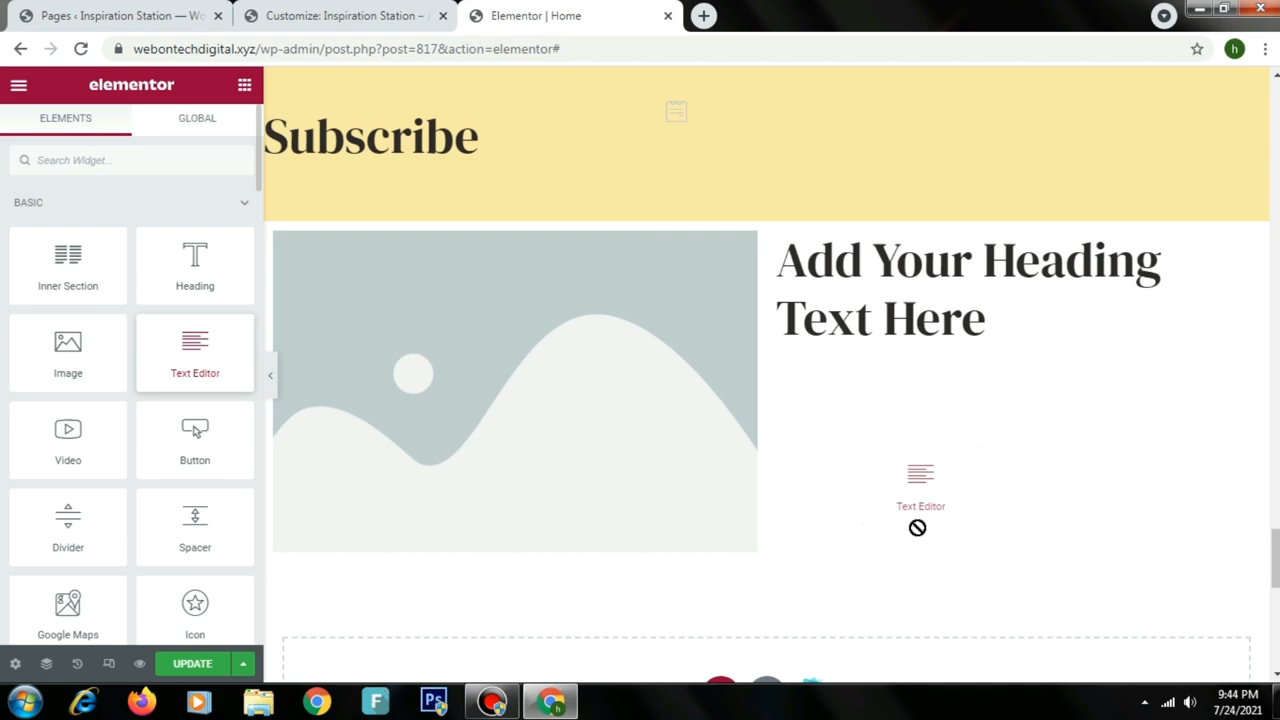 Pages ‹ Inspiration Station — Wo
Customize: Inspiration Station –
Elementor | Home
webontechdigital.xyz/wp-admin/post.php?post=817&action=elementor#
h
elementor
ELEMENTS
GLOBAL
Search Widget...
BASIC
Inner Section
Heading
Image
Text Editor
Video
Button
Divider
Spacer
Google Maps
Icon
UPDATE
Subscribe
Add Your Heading
Text Here
Text Editor
F
Ps
h
9:44 PM
7/24/2021